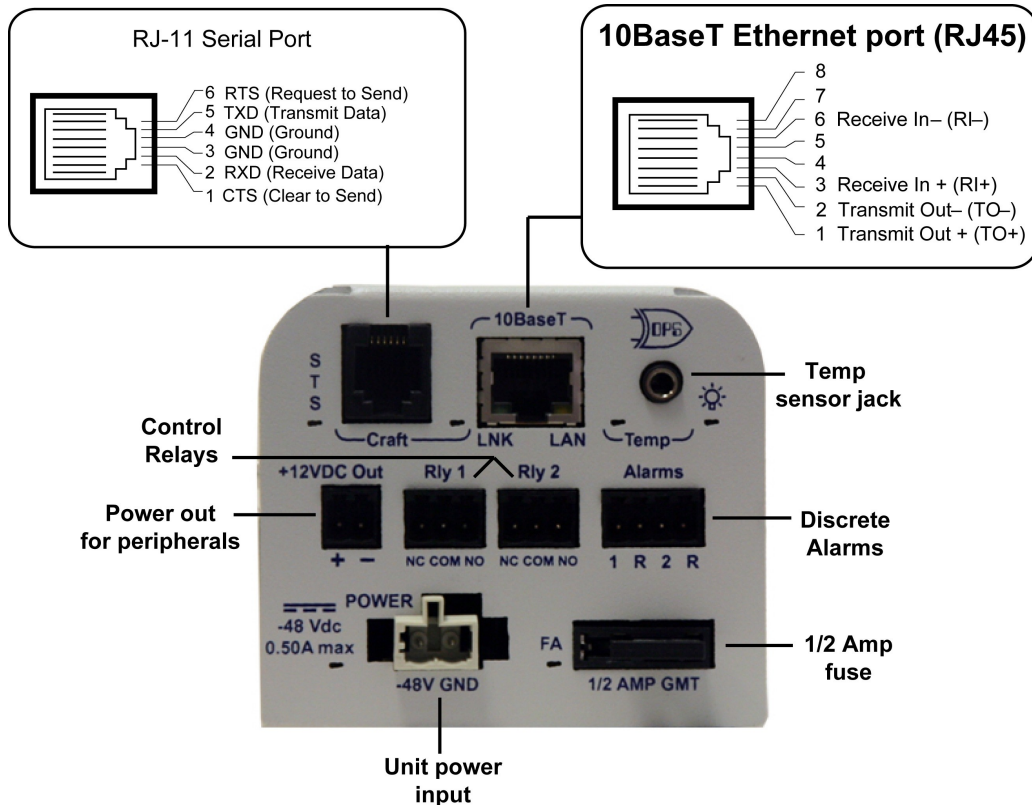 RJ-11 Serial Port
6 RTS (Request to Send)
5 TXD (Transmit Data)
4 GND (Ground)
3 GND (Ground)
2 RXD (Receive Data)
1 CTS (Clear to Send)
10BaseT Ethernet port (RJ45)
8
7
6 Receive In– (RI–)
5
4
3 Receive In + (RI+)
2 Transmit Out– (TO–)
1 Transmit Out + (TO+)
10BaseT
DPS
S
T
S
Craft
LNK LAN
Temp
Temp
sensor jack
Control
Relays
+12VDC Out
Rly 1
Rly 2
Alarms
Power out
for peripherals
+ –
NC COM NO
NC COM NO
1 R 2 R
Discrete
Alarms
POWER
-48 Vdc
0.50A max
-48V GND
FA
1/2 AMP GMT
1/2 Amp
fuse
Unit power
input